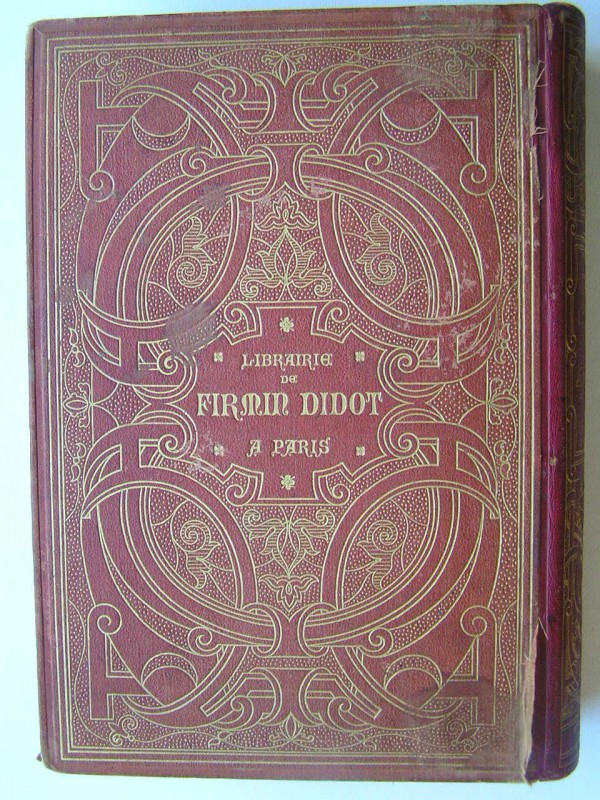 LIBRAIRIE
DE
FIRMIN DIDOT
A PARIS